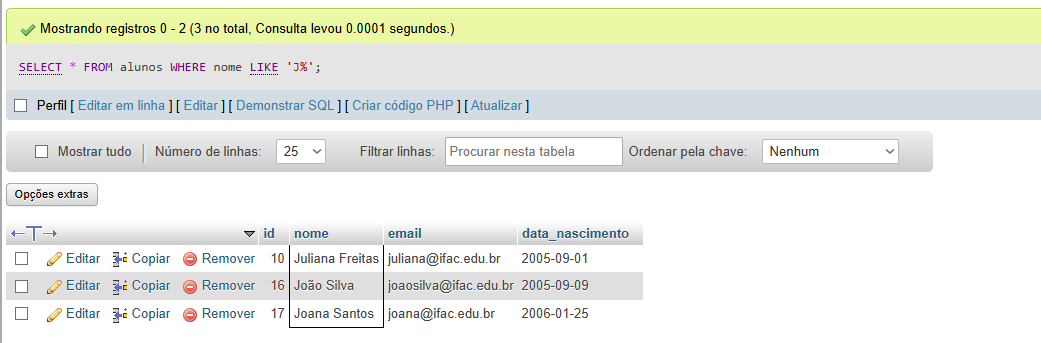 Mostrando registros 0 - 2 (3 no total, Consulta levou 0.0001 segundos.)
SELECT * FROM alunos WHERE nome LIKE 'J%';
Perfil [ Editar em linha ] [ Editar ] [ Demonstrar SQL ] [ Criar código PHP ] [ Atualizar ]
Mostrar tudo Número de linhas: 25 Filtrar linhas: Procurar nesta tabela Ordenar pela chave: Nenhum
Opções extras
id nome email data_nascimento
Editar Copiar Remover 10 Juliana Freitas juliana@ifac.edu.br 2005-09-01
Editar Copiar Remover 16 João Silva joaosilva@ifac.edu.br 2005-09-09
Editar Copiar Remover 17 Joana Santos joana@ifac.edu.br 2006-01-25